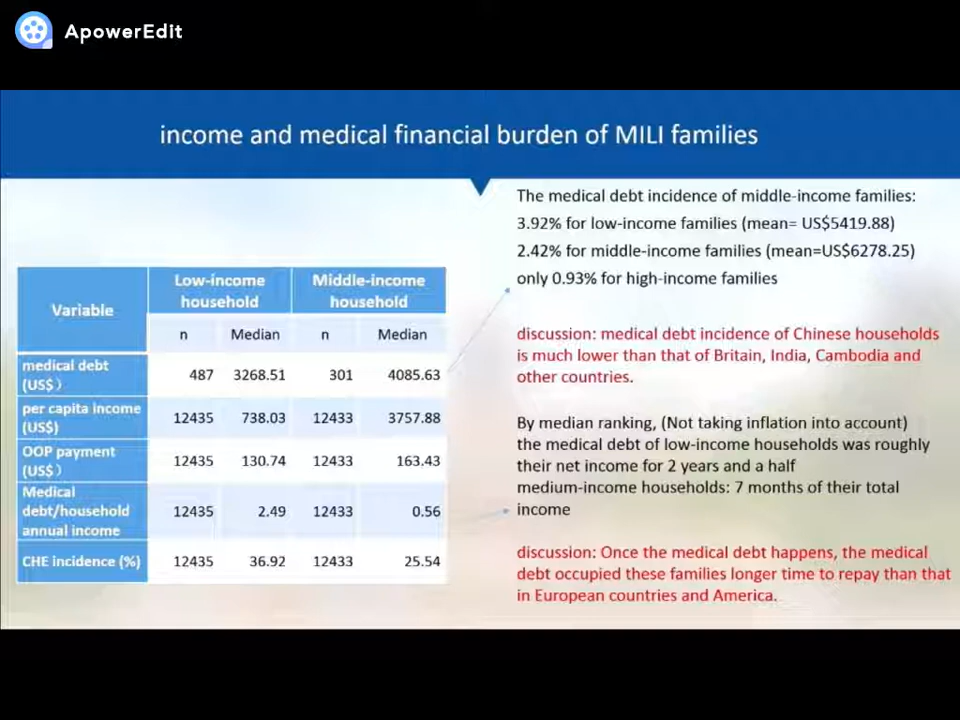 ApowerEdit
income and medical financial burden of MILI families
The medical debt incidence of middle-income families:
3.92% for low-income families (mean= US$5419.88)
2.42% for middle-income families (mean=US$6278.25)
only 0.93% for high-income families
discussion: medical debt incidence of Chinese households
is much lower than that of Britain, India, Cambodia and
other countries.
By median ranking, (Not taking inflation into account)
the medical debt of low-income households was roughly
their net income for 2 years and a half
medium-income households: 7 months of their total
income
discussion: Once the medical debt happens, the medical
debt occupied these families longer time to repay than that
in European countries and America.
Variable
Low-income
household
Middle-income
household
n Median n Median
medical debt
(US$)
487 3268.51 301 4085.63
per capita income
(US$)
12435 738.03 12433 3757.88
OOP payment
(US$)
12435 130.74 12433 163.43
Medical
debt/household
annual income
12435 2.49 12433 0.56
CHE incidence (%) 12435 36.92 12433 25.54